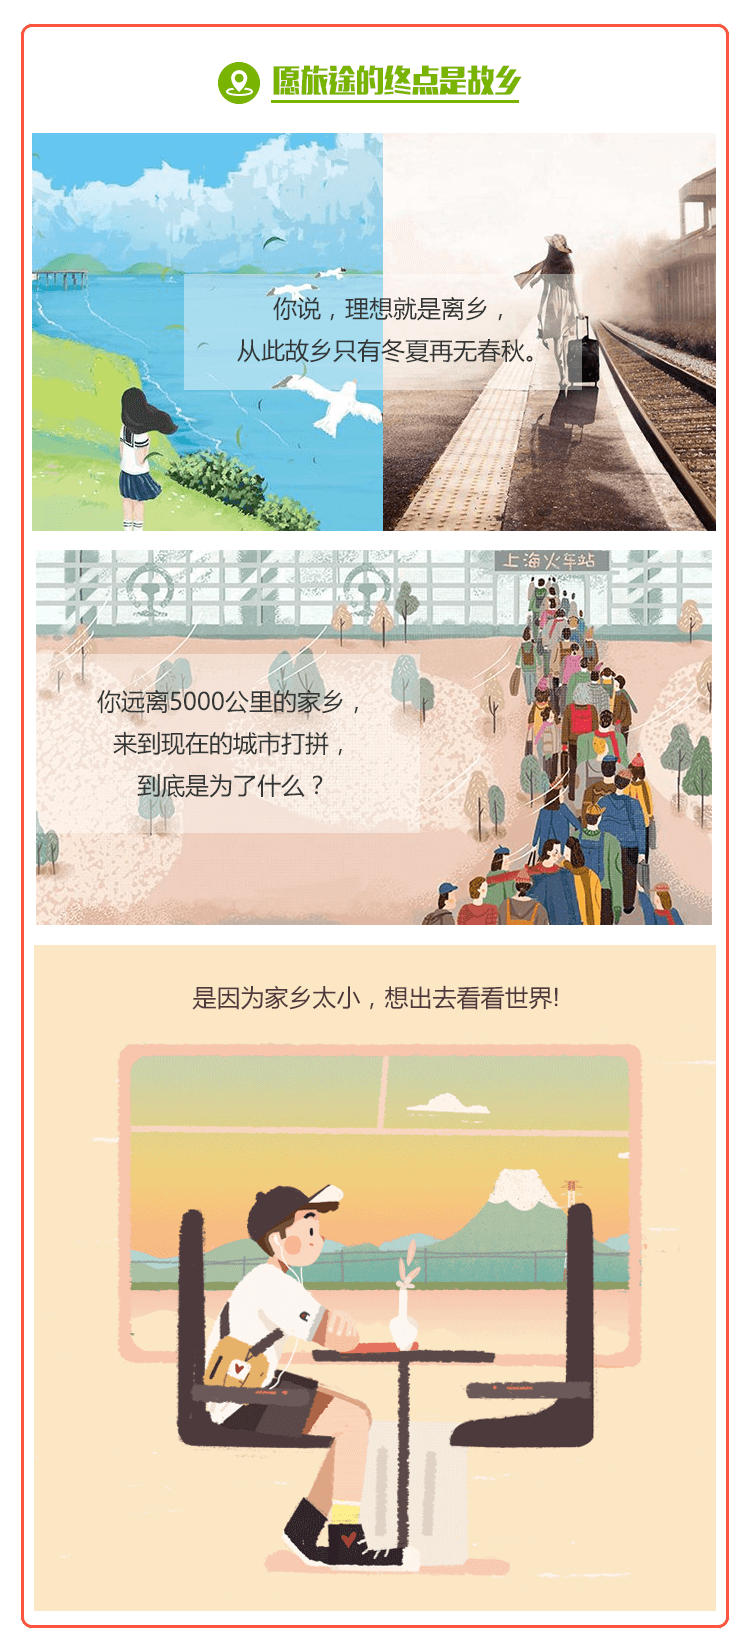 愿旅途的终点是故乡
你说，理想就是离乡，
从此故乡只有冬夏再无春秋。
上海火车站
你远离5000公里的家乡，
来到现在的城市打拼，
到底是为了什么？
是因为家乡太小，想出去看看世界!